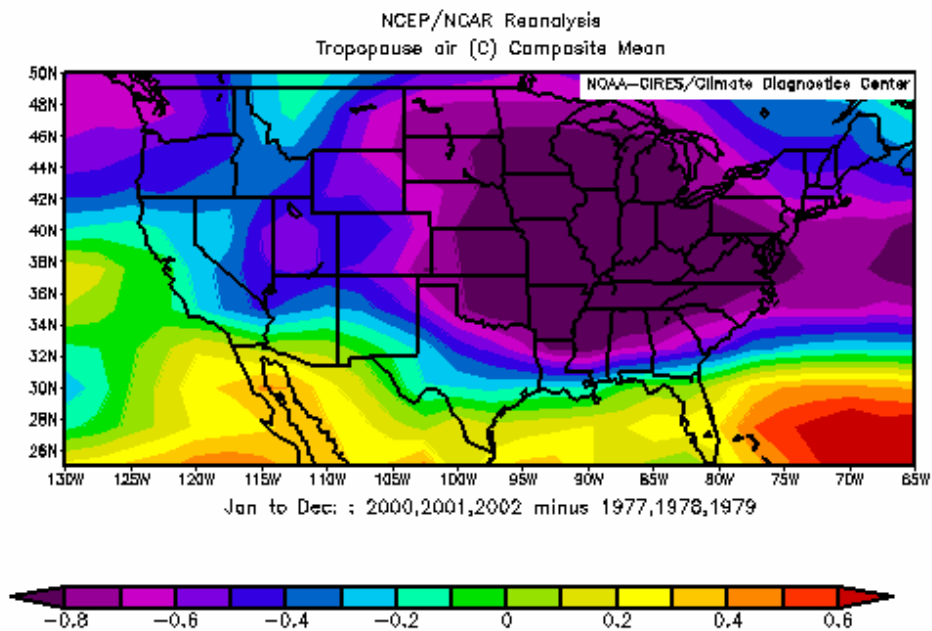 NCEP/NCAR Reanalysis
Tropopause air (C) Composite Mean
NOAA-CIRES/Climate Diagnostics Center
50N
48N
46N
44N
42N
40N
38N
36N
34N
32N
30N
28N
26N
130W 125W 120W 115W 110W 105W 100W 95W 90W 85W 80W 75W 70W 65W
Jan to Dec: : 2000,2001,2002 minus 1977,1978,1979
-0.8 -0.6 -0.4 -0.2 0 0.2 0.4 0.6